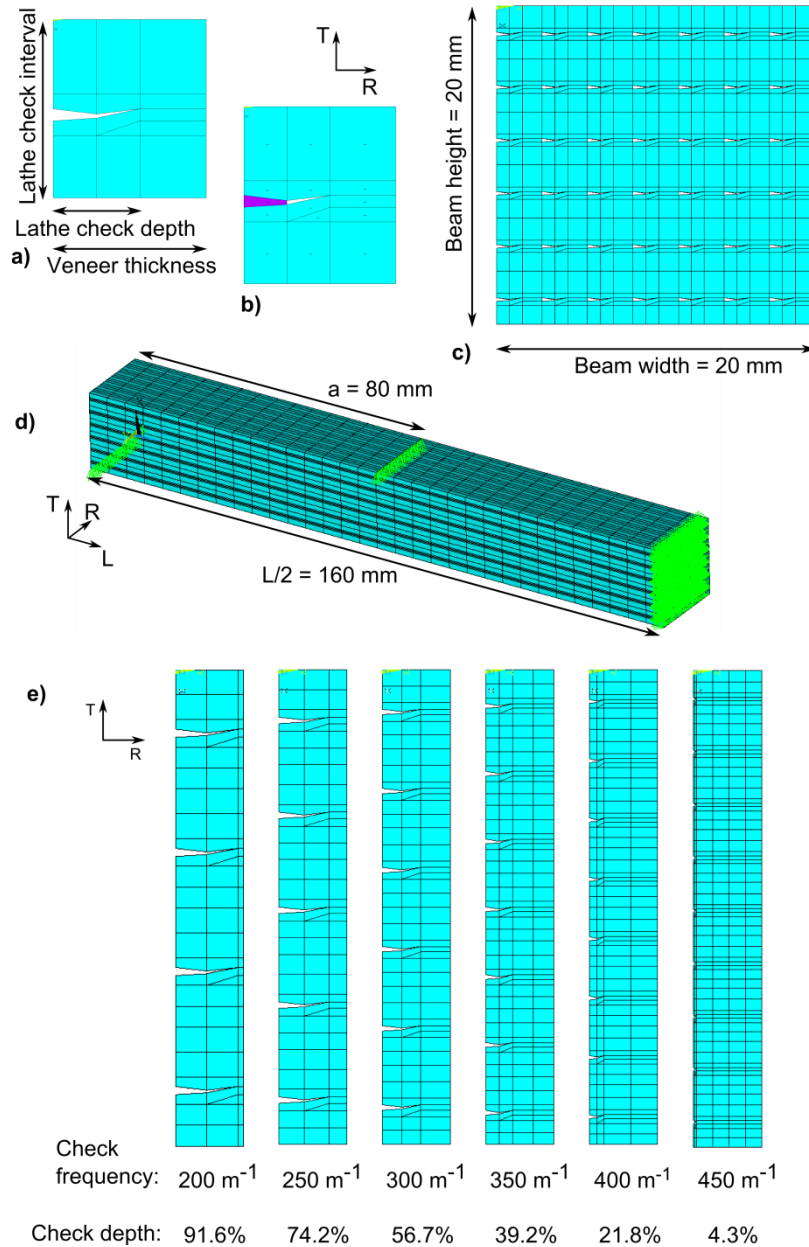 Lathe check interval
Lathe check depth
Veneer thickness
a)
T
R
b)
Beam height = 20 mm
c)
Beam width = 20 mm
d)
a = 80 mm
T
R
L
L/2 = 160 mm
e)
T
R
Check frequency: 200 m⁻¹ 250 m⁻¹ 300 m⁻¹ 350 m⁻¹ 400 m⁻¹ 450 m⁻¹
Check depth: 91.6% 74.2% 56.7% 39.2% 21.8% 4.3%